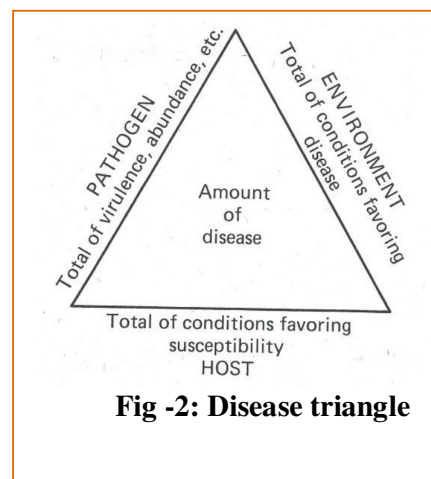 PATHOGEN
Total of virulence, abundance, etc.
ENVIRONMENT
Total of conditions favoring
disease
Amount
of
disease
Total of conditions favoring
susceptibility
HOST
Fig -2: Disease triangle